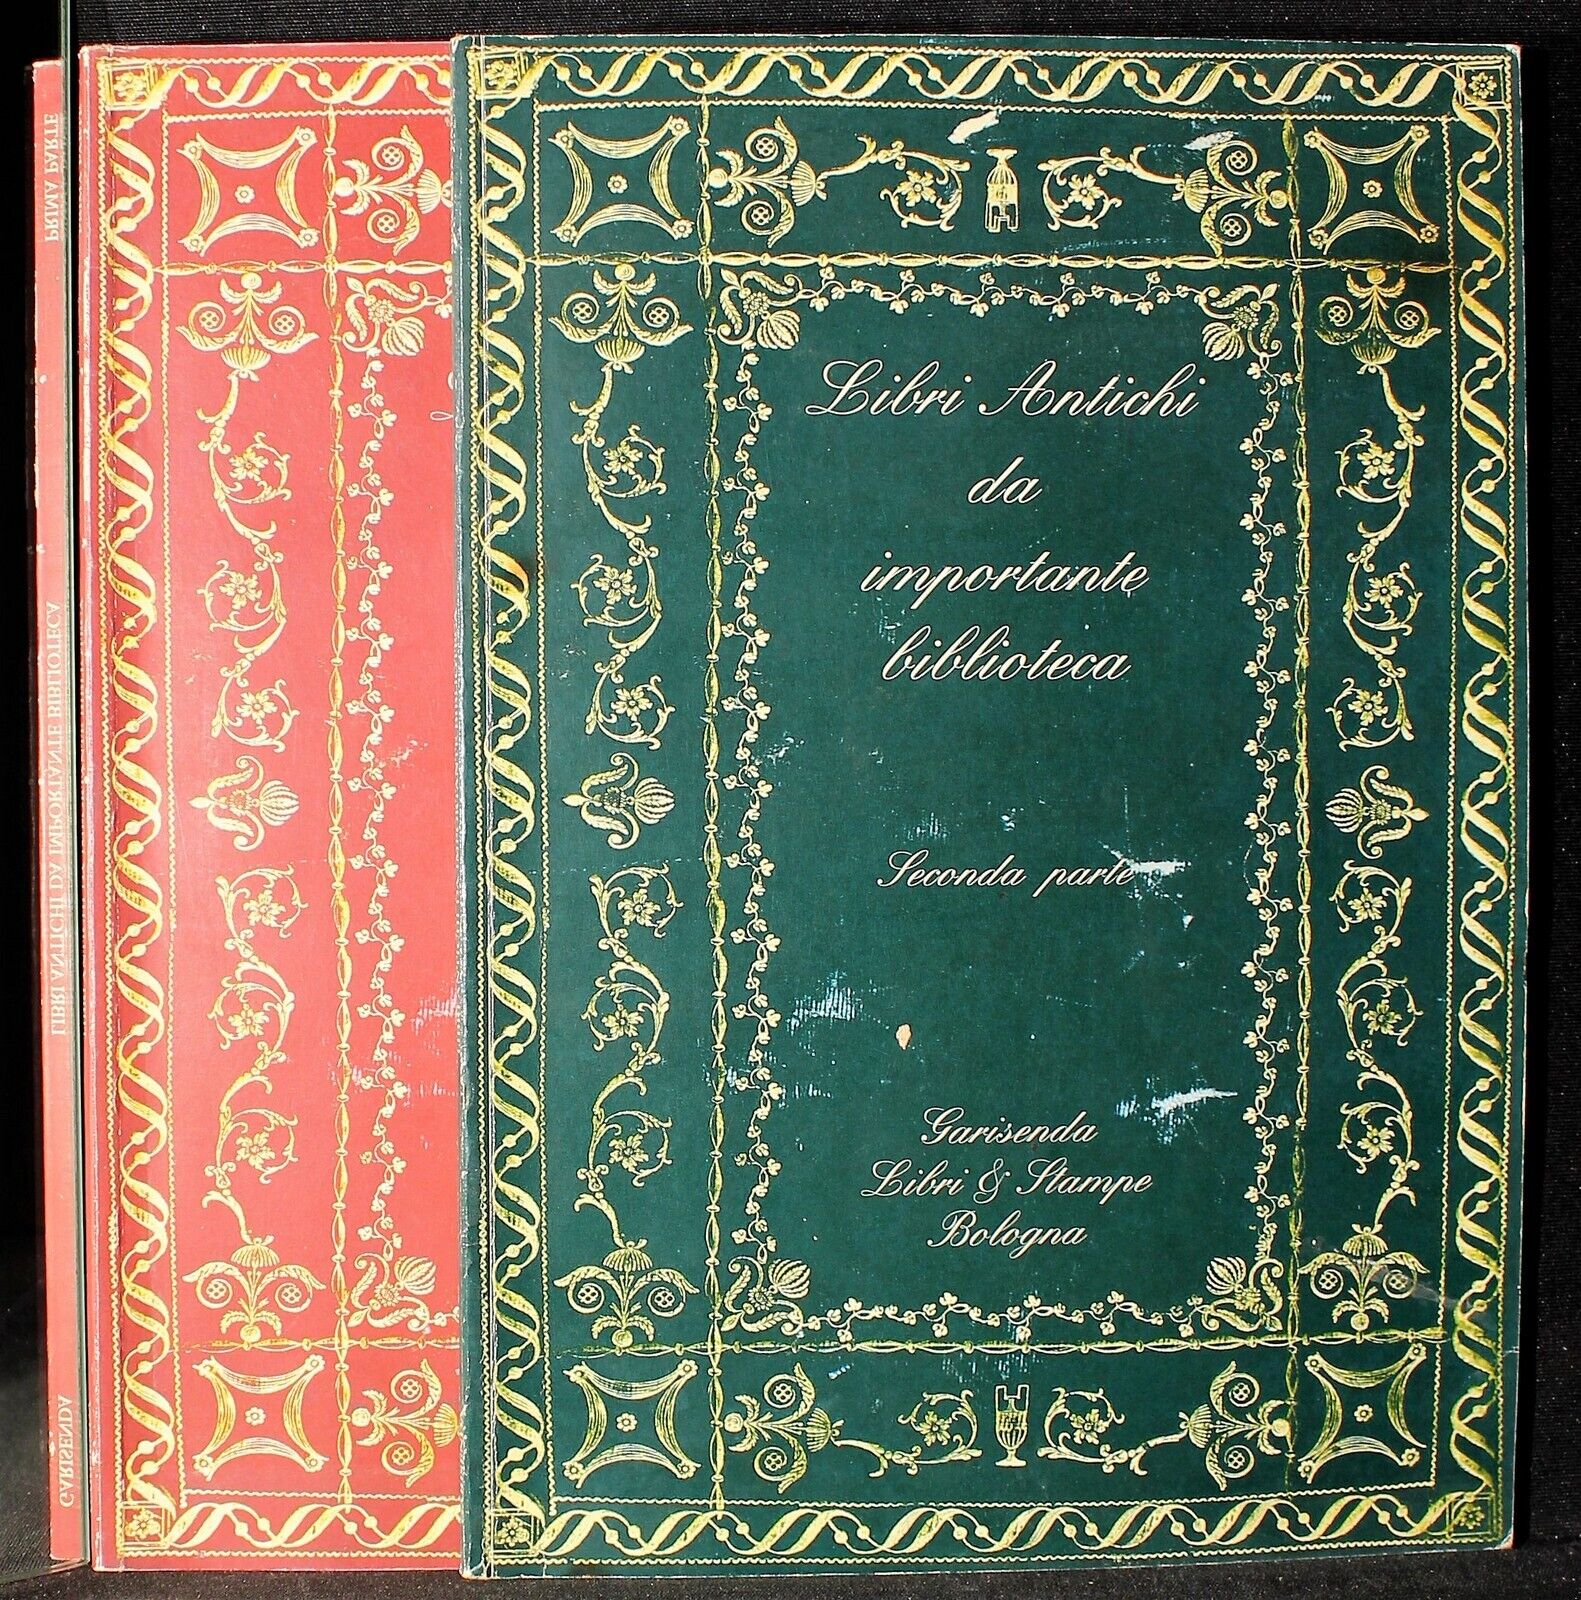 PRIMA PARTE
LIBRI ANTICHI DA IMPORTANTE BIBLIOTECA
GARISENDA
Libri Antichi
da
importante
biblioteca
Seconda parte
Garisenda
Libri & Stampe
Bologna